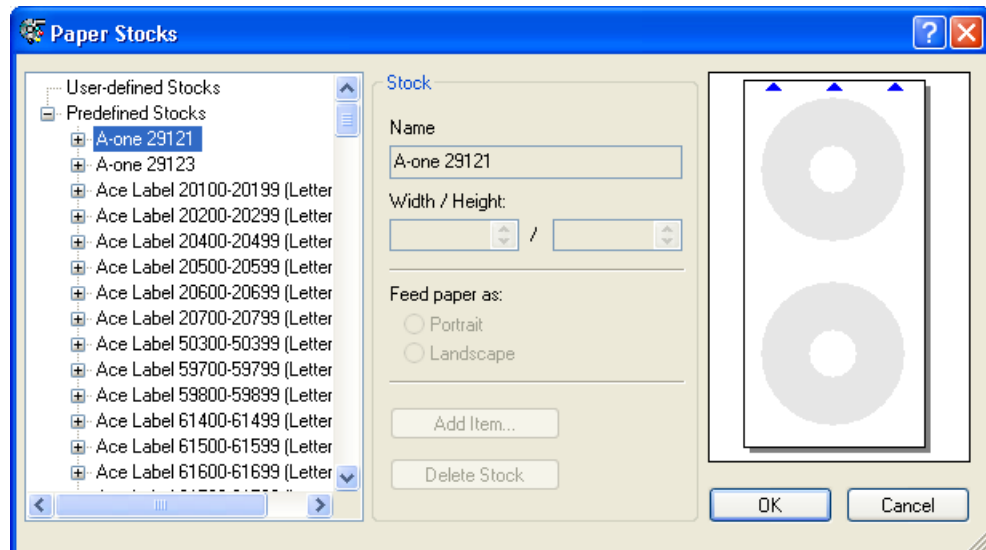 Paper Stocks
User-defined Stocks
Predefined Stocks
A-one 29121
A-one 29123
Ace Label 20100-20199 (Letter
Ace Label 20200-20299 (Letter
Ace Label 20400-20499 (Letter
Ace Label 20500-20599 (Letter
Ace Label 20600-20699 (Letter
Ace Label 20700-20799 (Letter
Ace Label 50300-50399 (Letter
Ace Label 59700-59799 (Letter
Ace Label 59800-59899 (Letter
Ace Label 61400-61499 (Letter
Ace Label 61500-61599 (Letter
Ace Label 61600-61699 (Letter
Stock
Name
A-one 29121
Width / Height:
/
Feed paper as:
Portrait
Landscape
Add Item...
Delete Stock
OK
Cancel